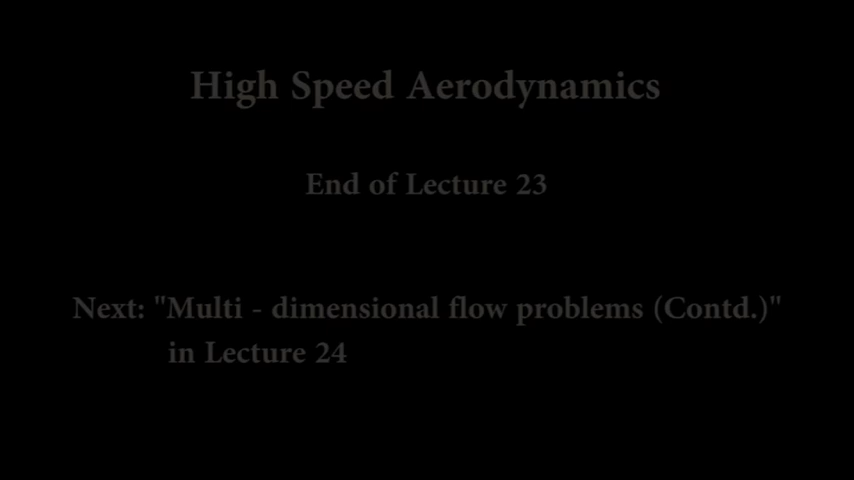 High Speed Aerodynamics
End of Lecture 23
Next: "Multi - dimensional flow problems (Contd.)"
in Lecture 24